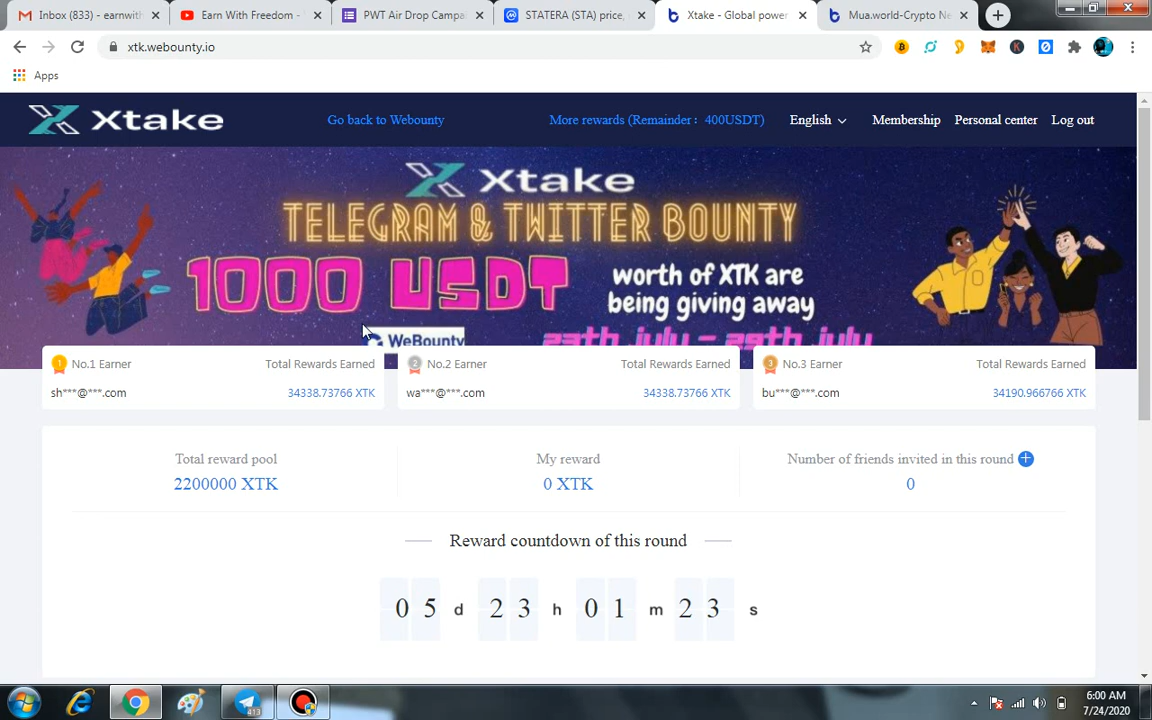 Inbox (833) - earnwith
Earn With Freedom -
PWT Air Drop Campa
STATERA (STA) price,
Xtake - Global power
Mua.world-Crypto Ne
xtk.webounty.io
Apps
Xtake
Go back to Webounty
More rewards (Remainder : 400USDT)
English
Membership
Personal center
Log out
Xtake
TELEGRAM & TWITTER BOUNTY
1000 USDT
worth of XTK are
being giving away
WeBounty
29th july
No.1 Earner
Total Rewards Earned
sh***@***.com
34338.73766 XTK
No.2 Earner
Total Rewards Earned
wa***@***.com
34338.73766 XTK
No.3 Earner
Total Rewards Earned
bu***@***.com
34190.966766 XTK
Total reward pool
2200000 XTK
My reward
0 XTK
Number of friends invited in this round
0
Reward countdown of this round
05 d 23 h 01 m 23 s
413
6:00 AM
7/24/2020